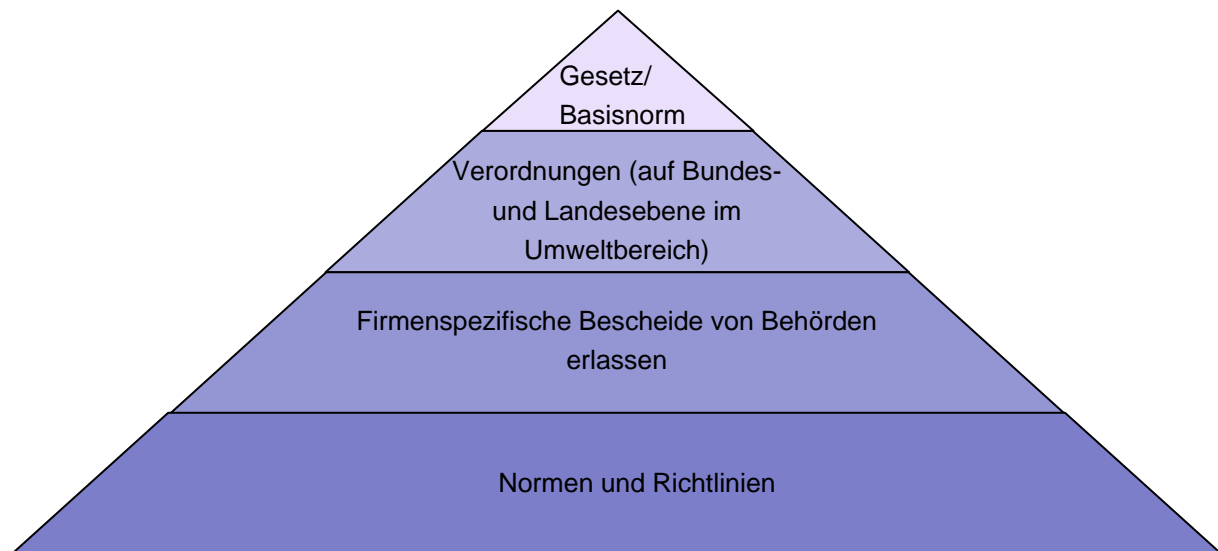 Gesetz/
Basisnorm
Verordnungen (auf Bundes-
und Landesebene im
Umweltbereich)
Firmenspezifische Bescheide von Behörden
erlassen
Normen und Richtlinien